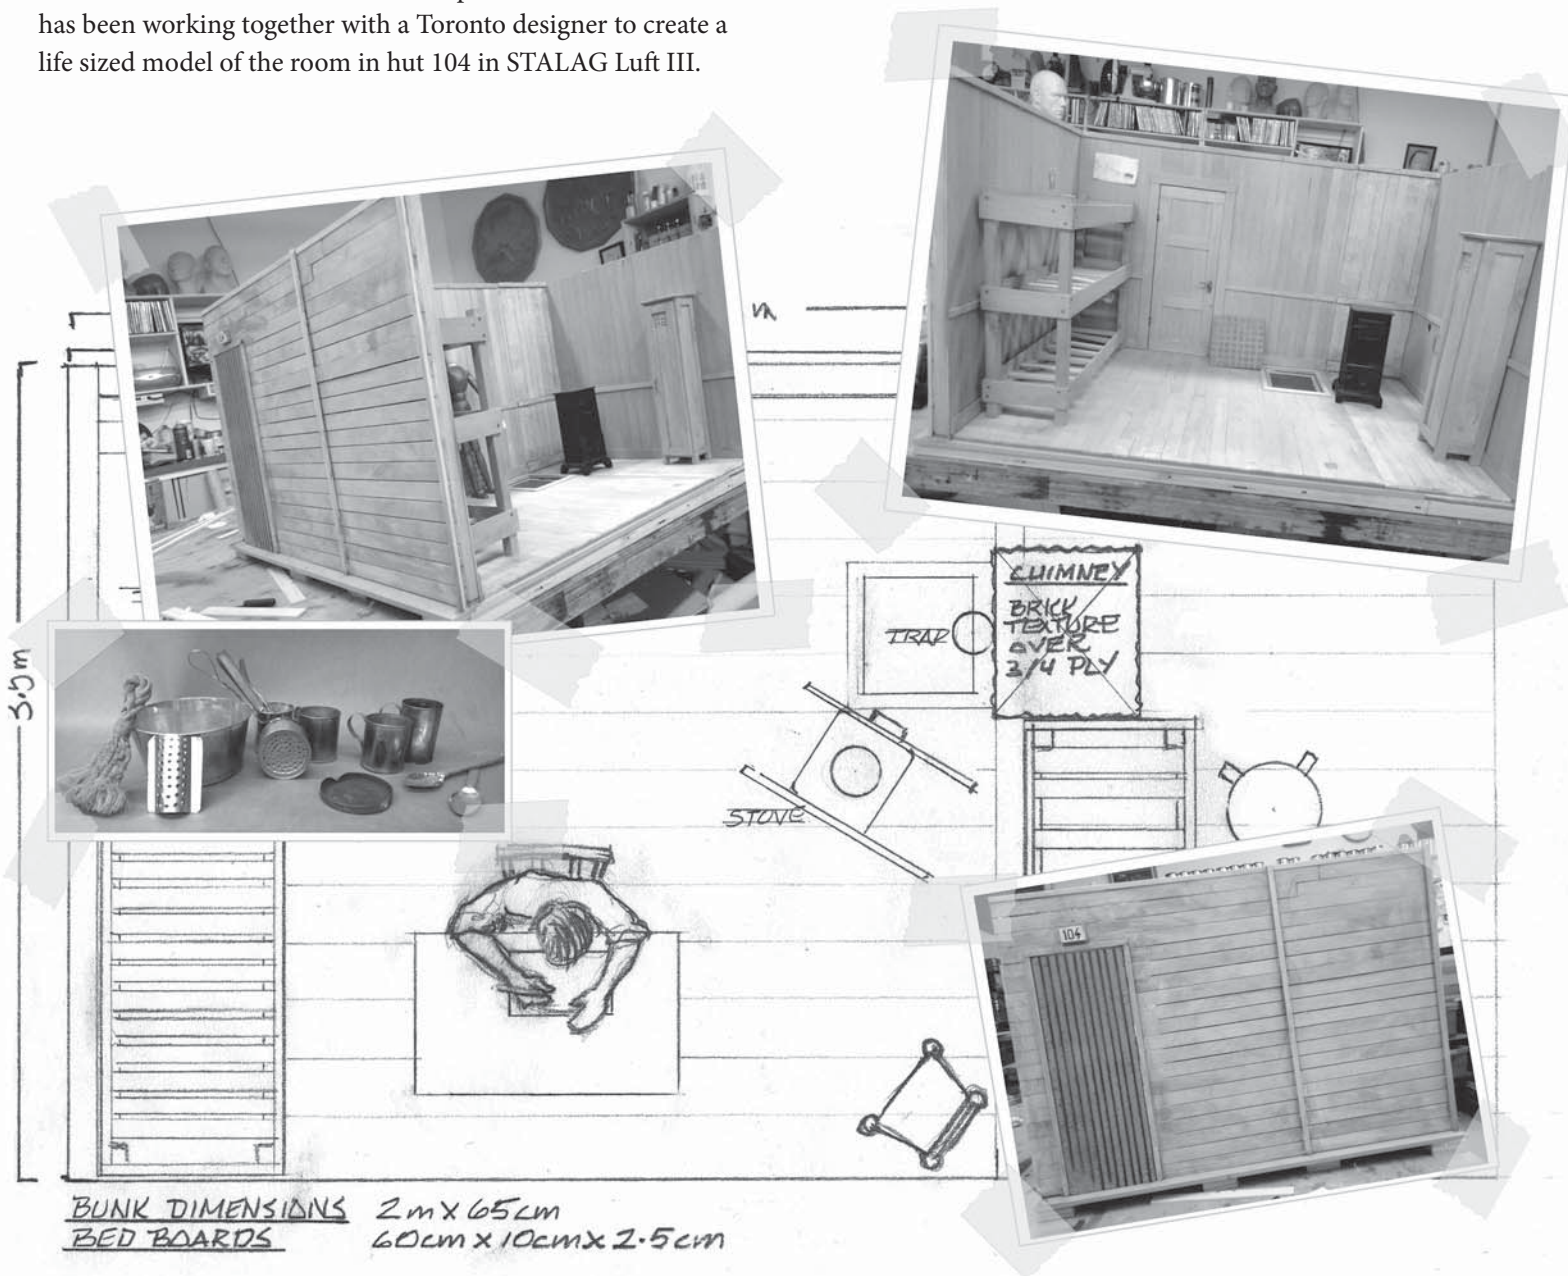 has been working together with a Toronto designer to create a
life sized model of the room in hut 104 in STALAG Luft III.
m
3.5m
CHIMNEY
BRICK
TEXTURE
OVER
3/4 PLY
TRAP
STOVE
104
BUNK DIMENSIONS 2m X 65cm
BED BOARDS 60cm x 10cm x 2.5cm